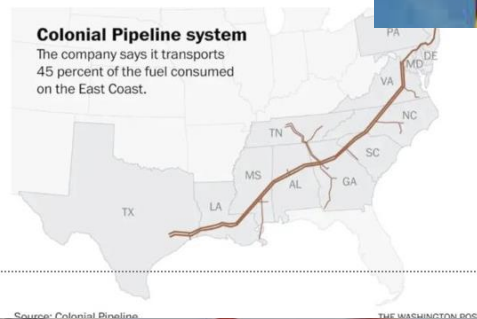 Colonial Pipeline system
The company says it transports
45 percent of the fuel consumed
on the East Coast.
PA
DE
MD
VA
NC
TN
SC
MS
AL
GA
LA
TX
Source: Colonial Pipeline
THE WASHINGTON POS